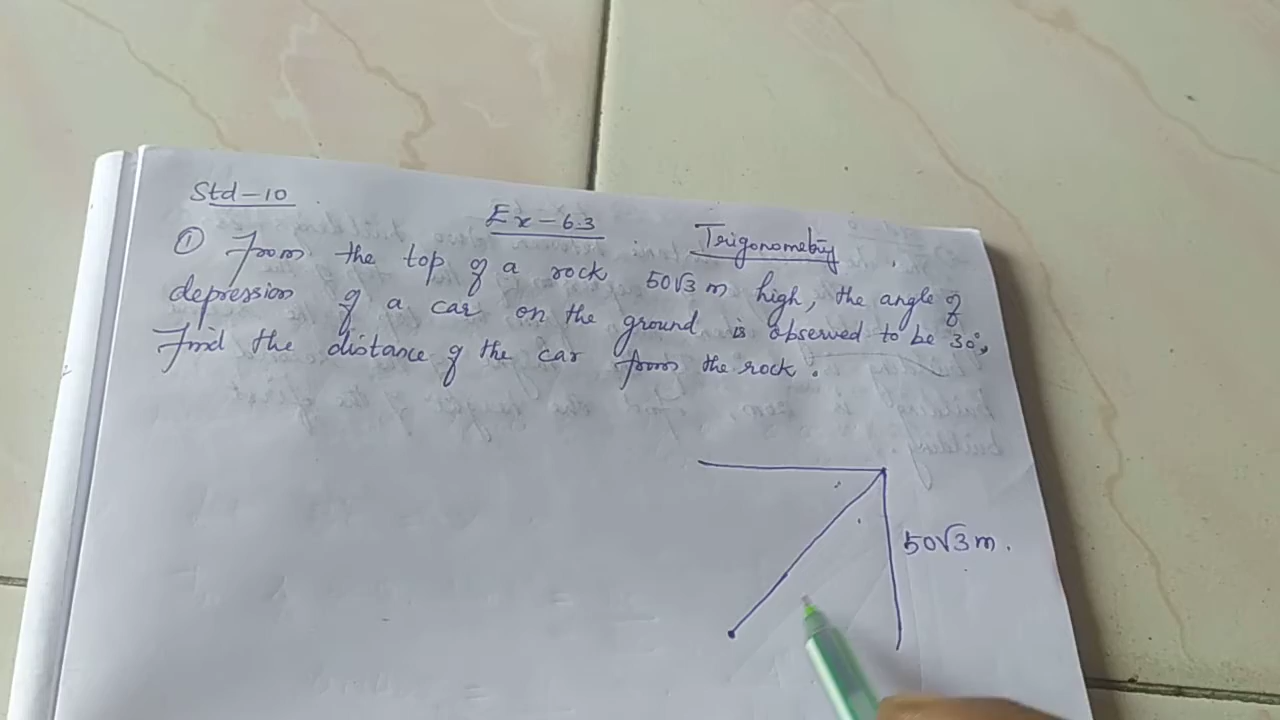 Std-10
Ex-6.3
Trigonometry
① From the top of a rock 50√3 m high, the angle of
depression of a car on the ground is observed to be 30°,
Find the distance of the car from the rock.
50√3 m.